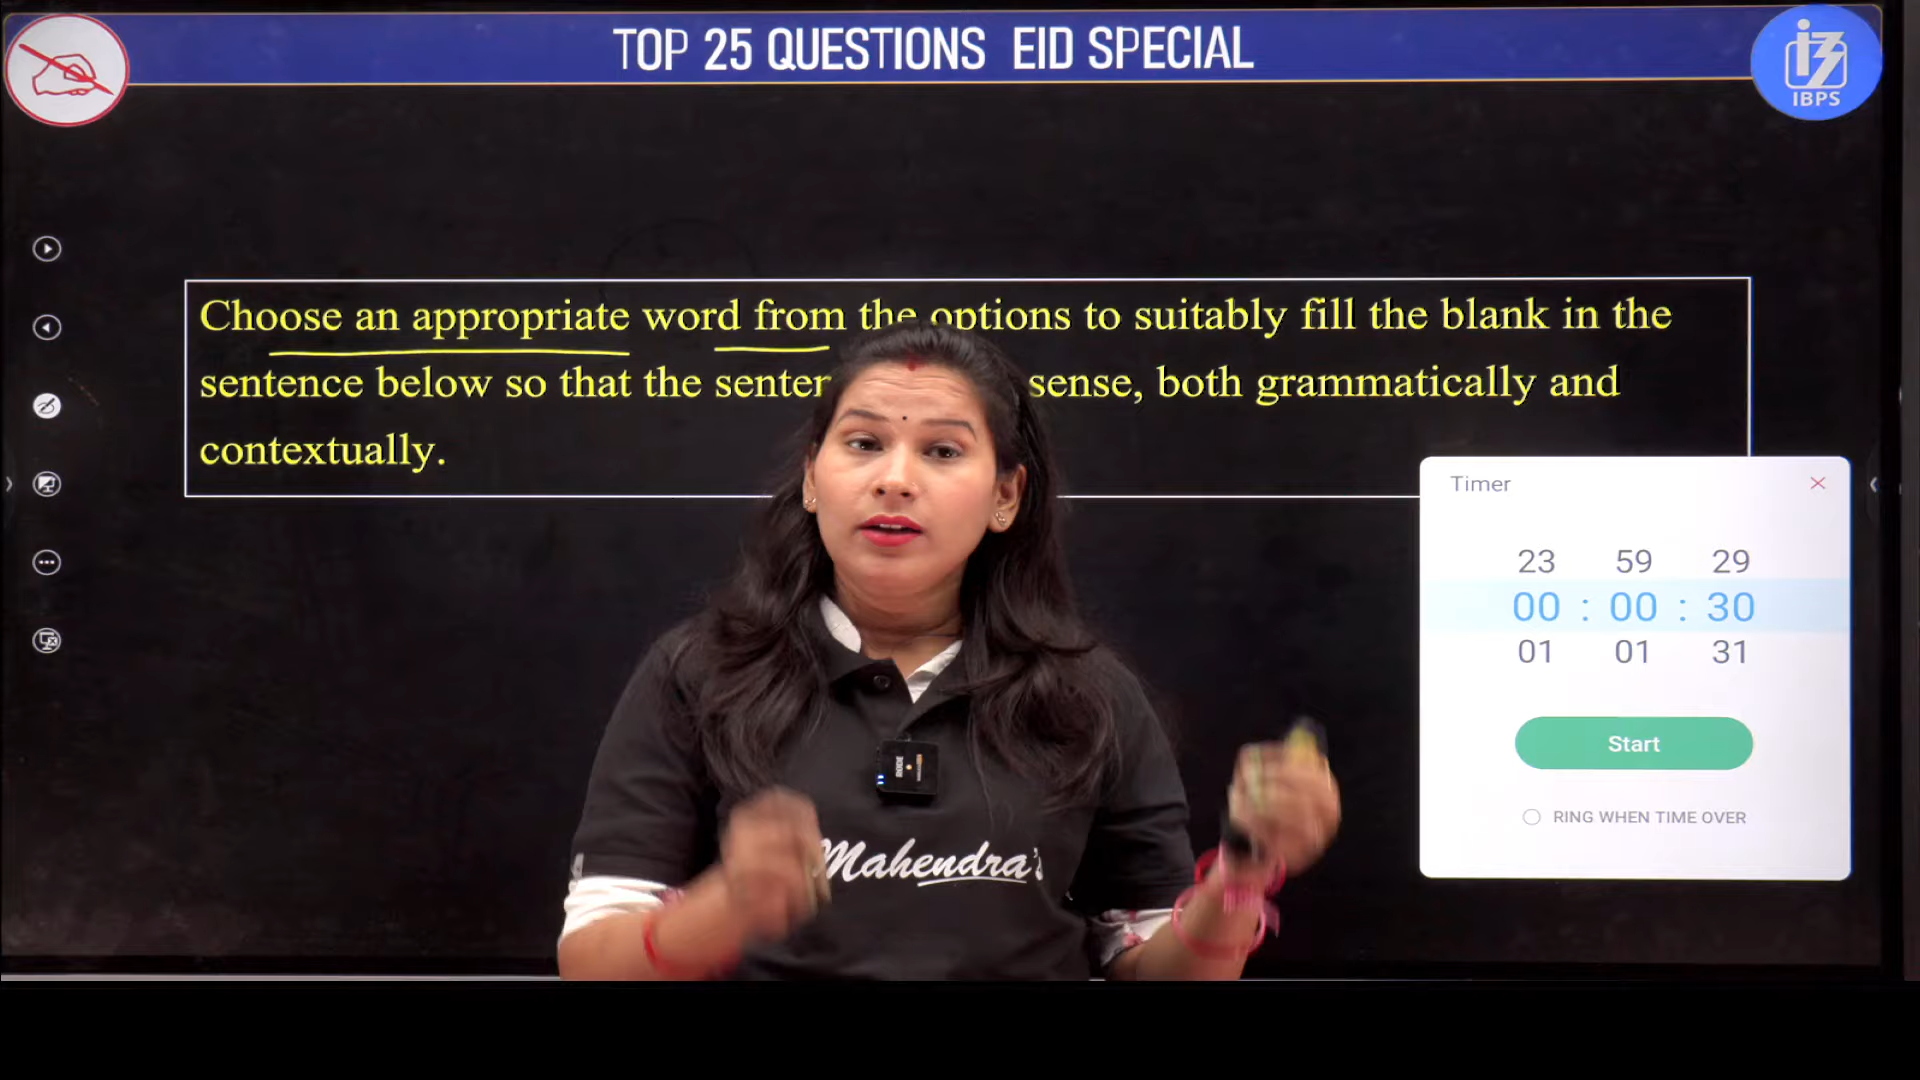 TOP 25 QUESTIONS EID SPECIAL
IBPS
Choose an appropriate word from the options to suitably fill the blank in the
sentence below so that the sense, both grammatically and
contextually.
Timer
23 59 29
00 : 00 : 30
01 01 31
Start
RING WHEN TIME OVER
RODE
Mahendra's